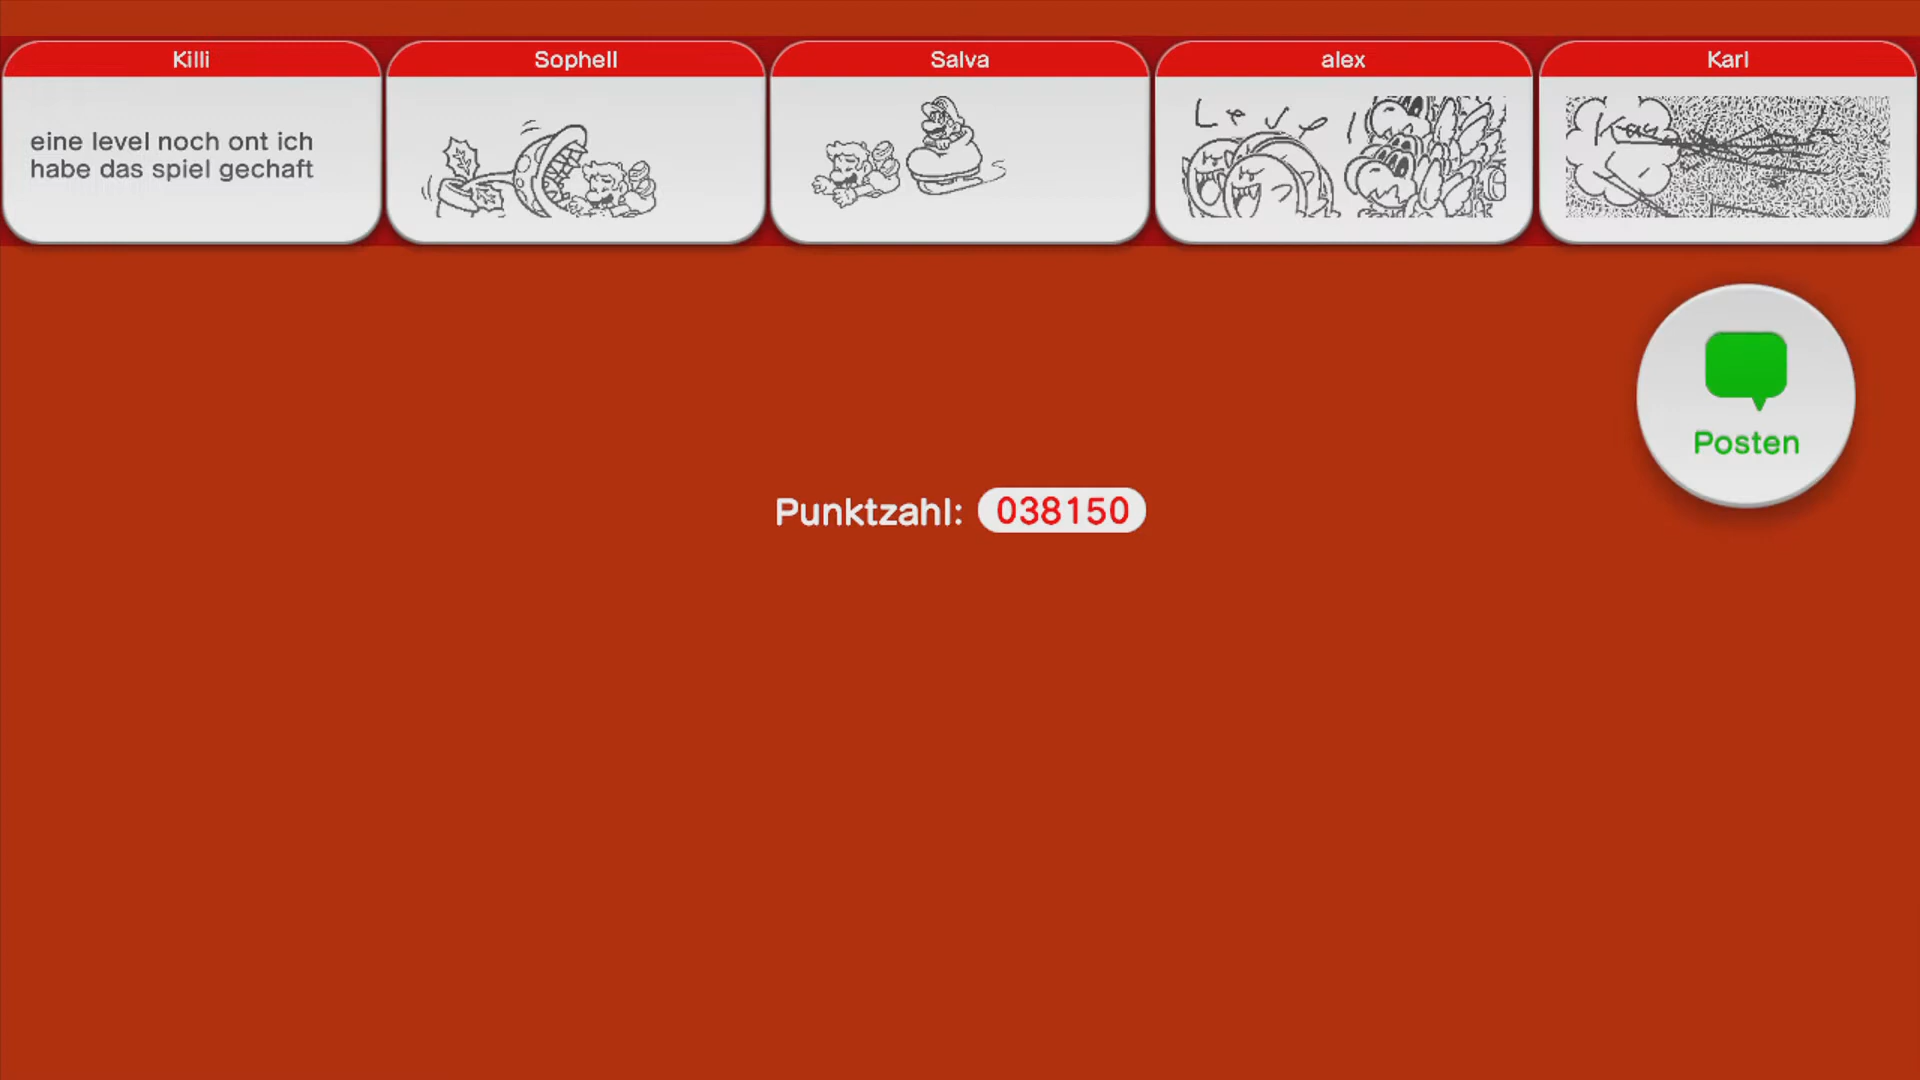 Killi
eine level noch ont ich
habe das spiel gechaft
Sophell
Salva
alex
Karl
Posten
Punktzahl: 038150